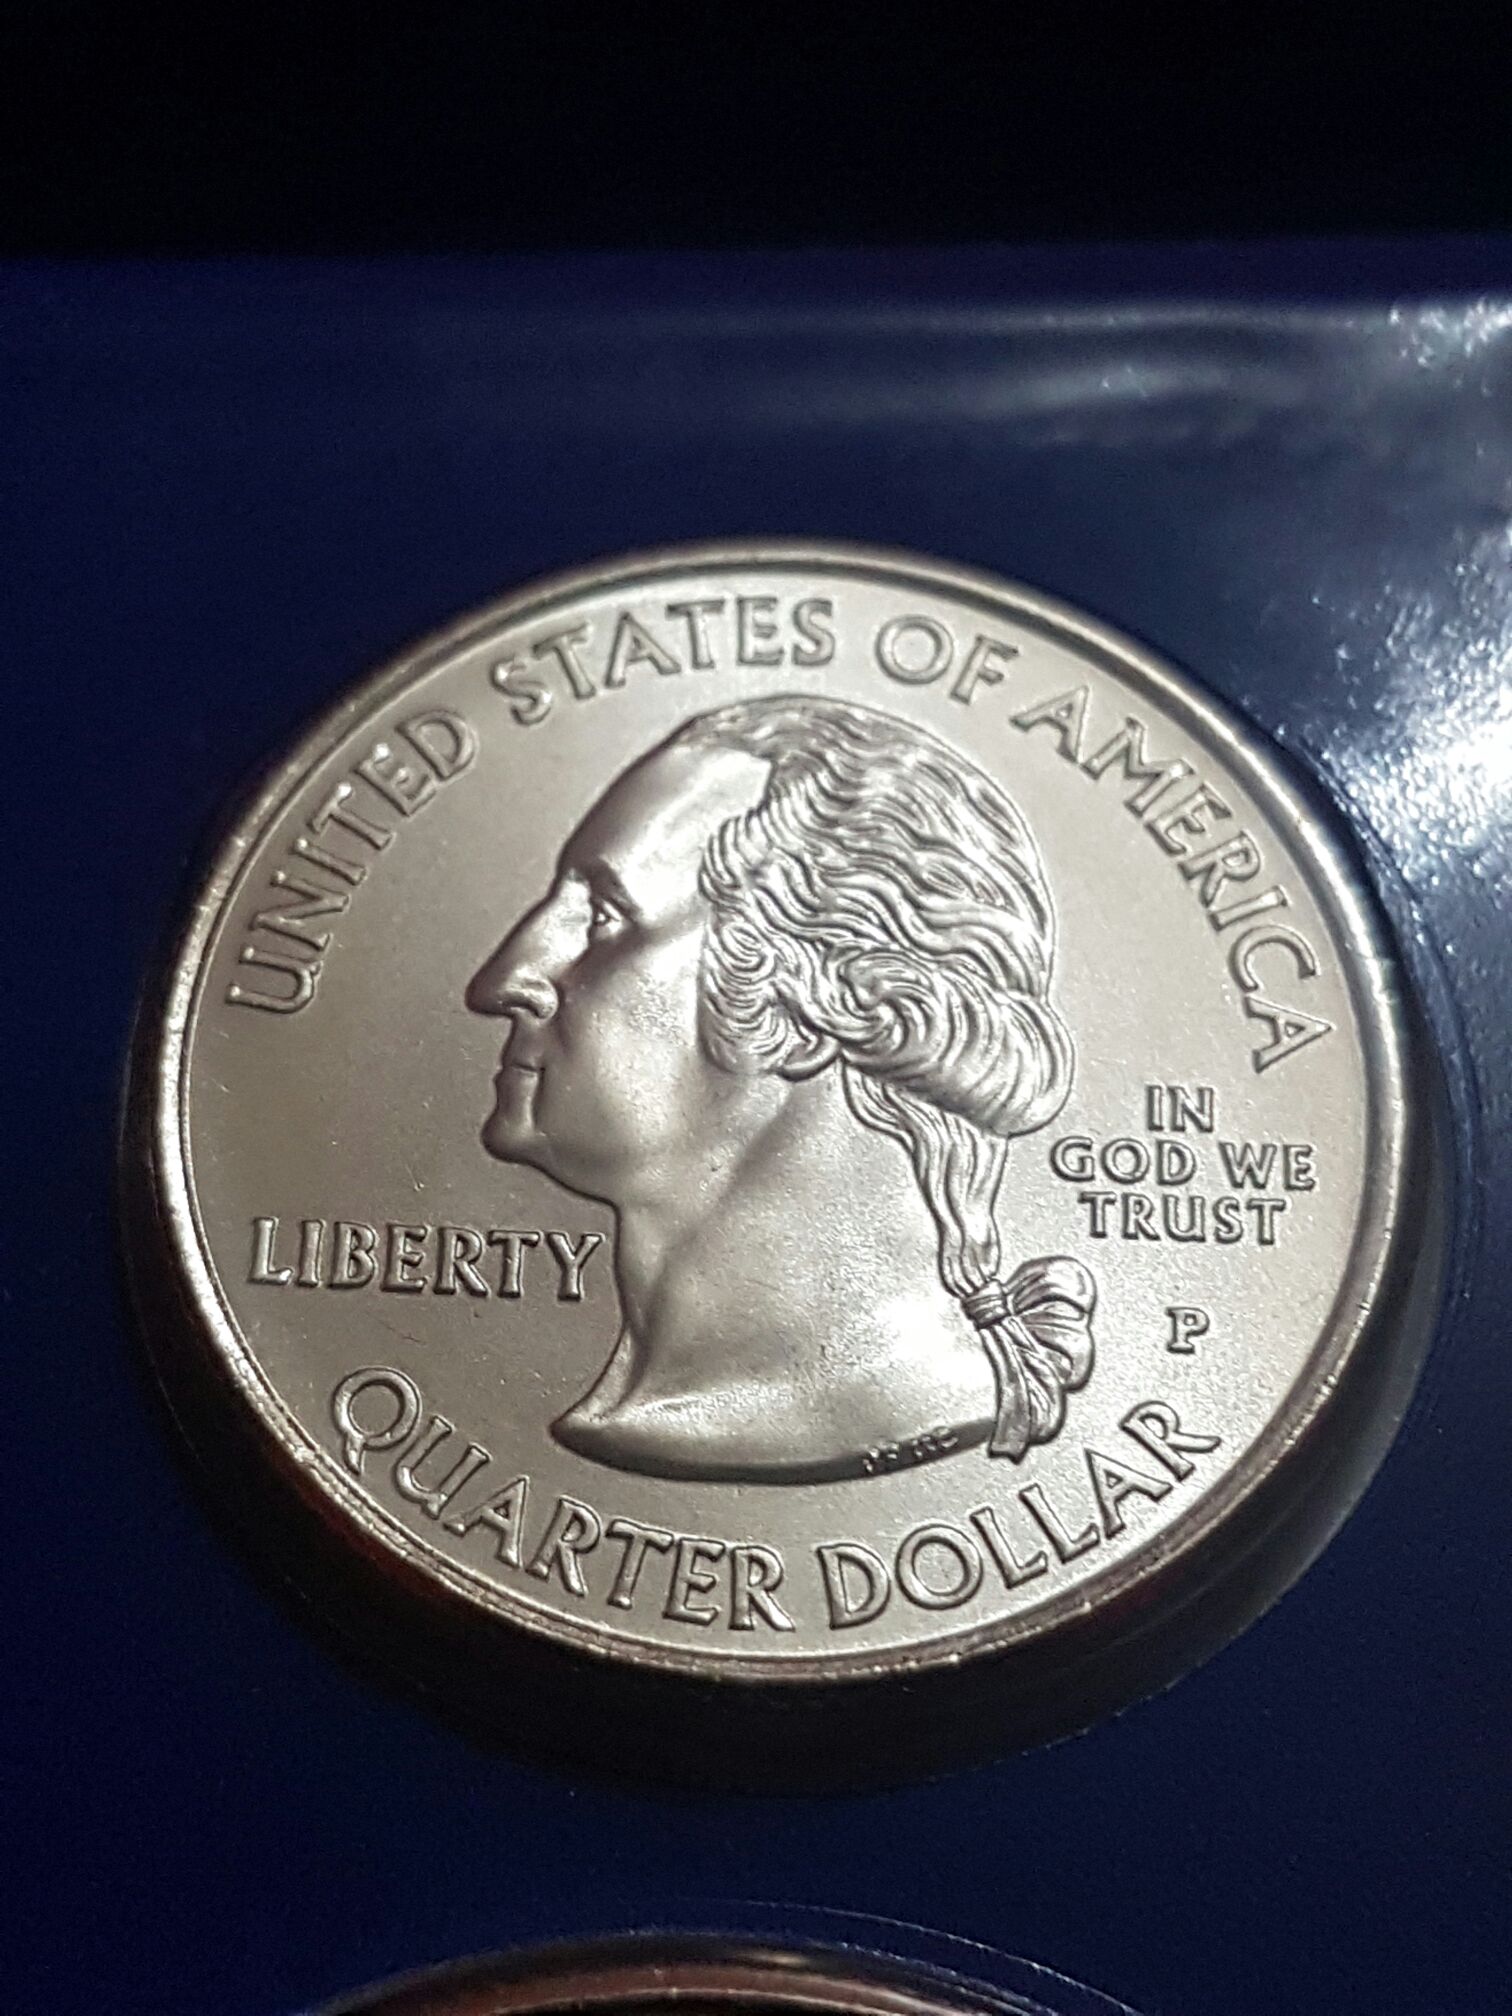 UNITED STATES OF AMERICA
IN
GOD WE
TRUST
LIBERTY
P
QUARTER DOLLAR